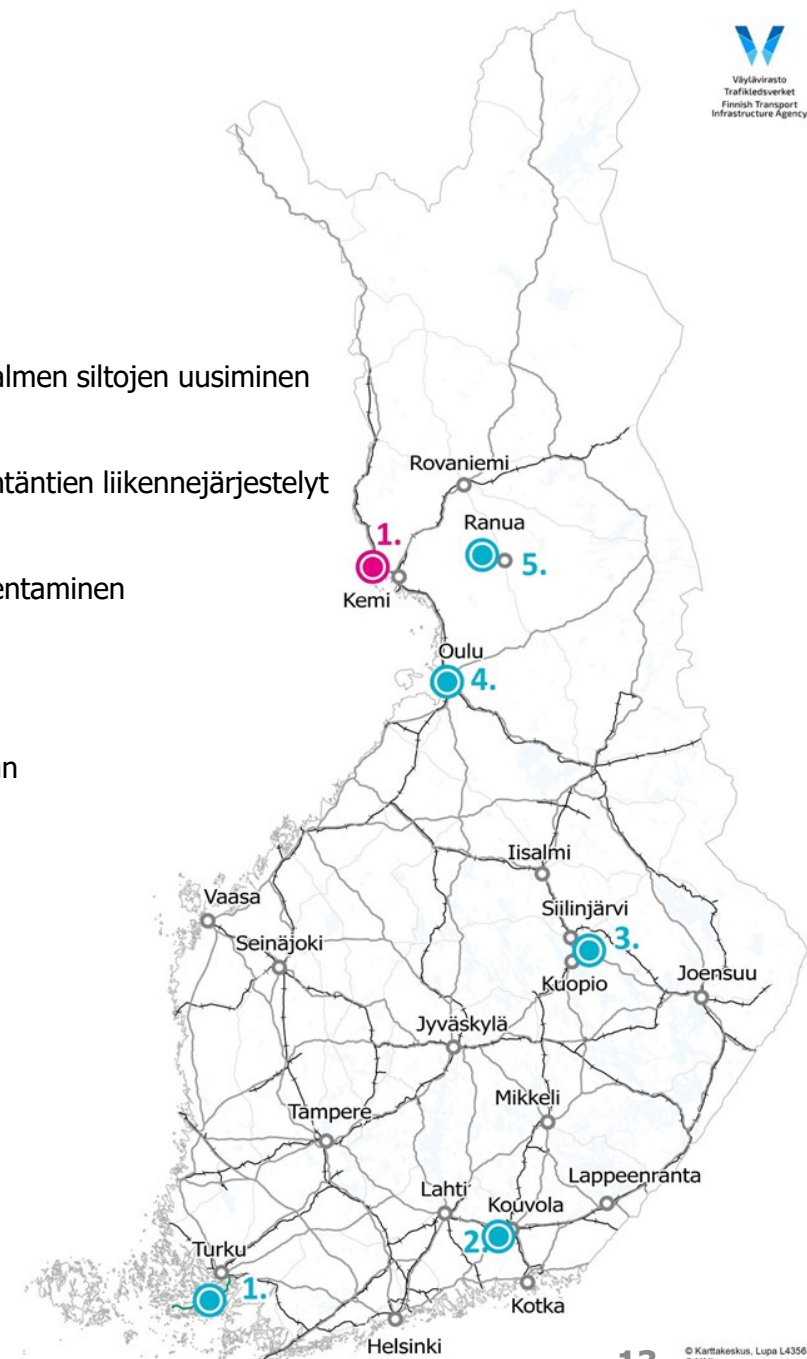 Väylävirasto
Trafikledsverket
Finnish Transport
Infrastructure Agency
almen siltojen uusiminen
ntäntien liikennejärjestelyt
entaminen
an
Rovaniemi
Ranua
1.
5.
Kemi
Oulu
4.
Iisalmi
Vaasa
Siilinjärvi
3.
Seinäjoki
Kuopio
Joensuu
Jyväskylä
Mikkeli
Tampere
Lappeenranta
Lahti
Kouvola
2.
Turku
1.
Kotka
Helsinki
13
© Karttakeskus, Lupa L4356